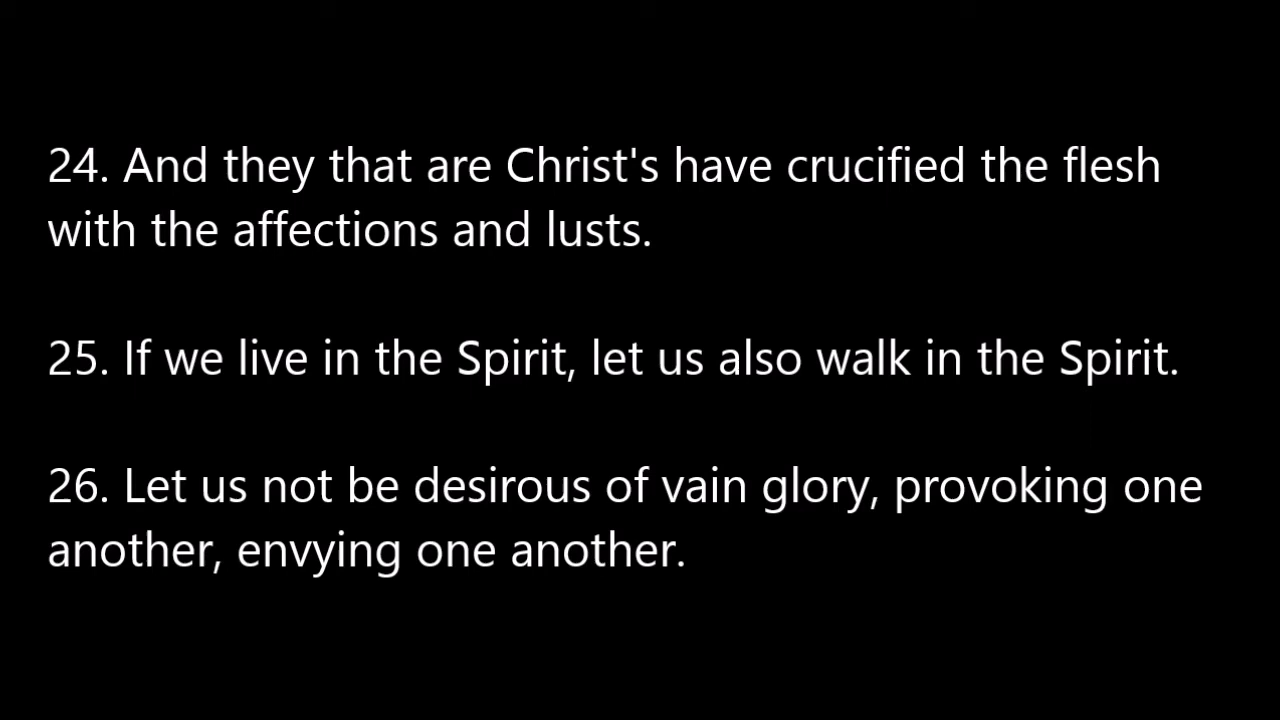 24. And they that are Christ's have crucified the flesh
with the affections and lusts.
25. If we live in the Spirit, let us also walk in the Spirit.
26. Let us not be desirous of vain glory, provoking one
another, envying one another.